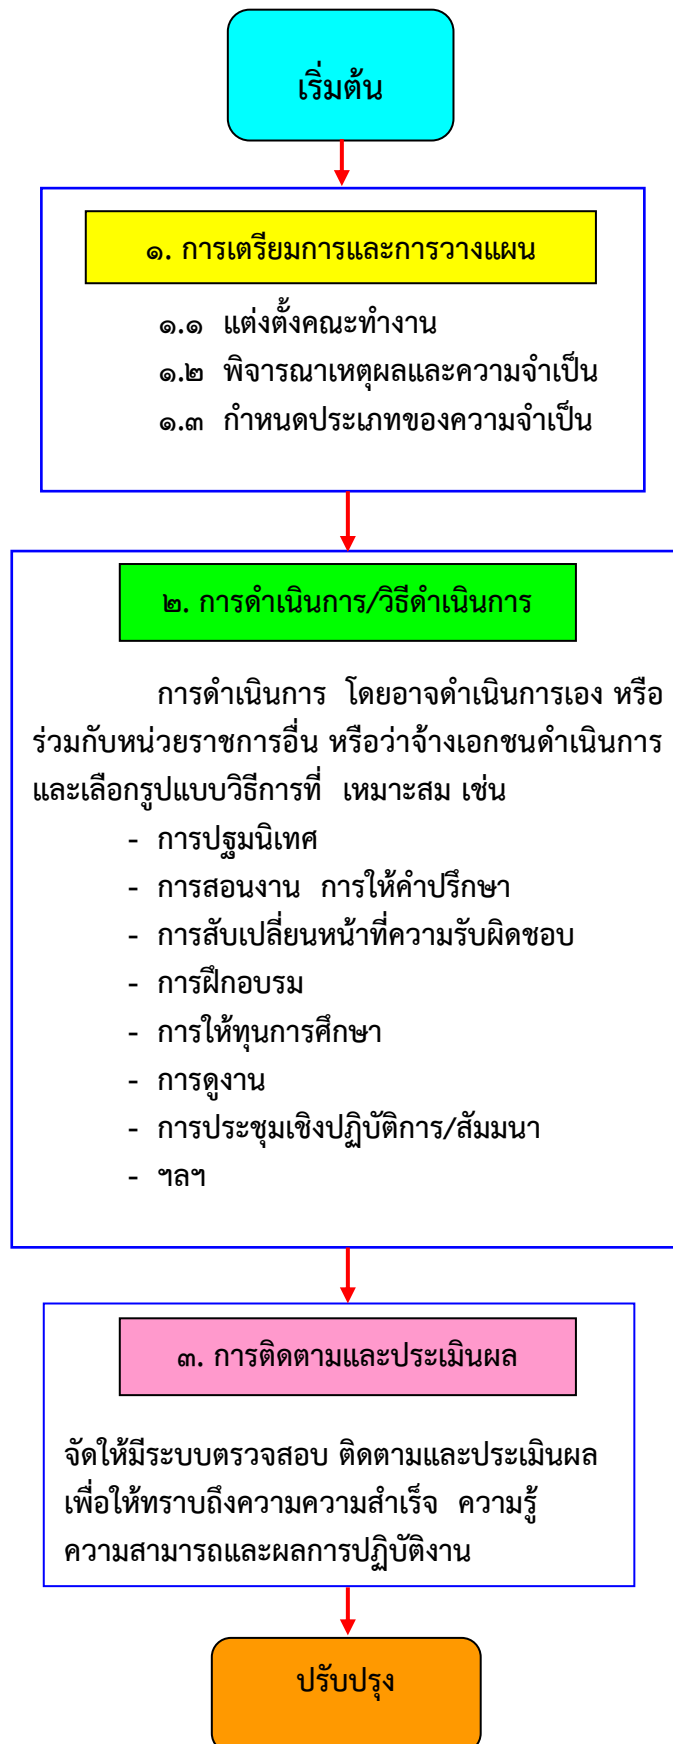 เริ่มต้น
๑. การเตรียมการและการวางแผน
๑.๑ แต่งตั้งคณะทำงาน
๑.๒ พิจารณาเหตุผลและความจำเป็น
๑.๓ กำหนดประเภทของความจำเป็น
๒. การดำเนินการ/วิธีดำเนินการ
การดำเนินการ โดยอาจดำเนินการเอง หรือ
ร่วมกับหน่วยราชการอื่น หรือว่าจ้างเอกชนดำเนินการ
และเลือกรูปแบบวิธีการที่ เหมาะสม เช่น
- การปฐมนิเทศ
- การสอนงาน การให้คำปรึกษา
- การสับเปลี่ยนหน้าที่ความรับผิดชอบ
- การฝึกอบรม
- การให้ทุนการศึกษา
- การดูงาน
- การประชุมเชิงปฏิบัติการ/สัมมนา
- ฯลฯ
๓. การติดตามและประเมินผล
จัดให้มีระบบตรวจสอบ ติดตามและประเมินผล
เพื่อให้ทราบถึงความความสำเร็จ ความรู้
ความสามารถและผลการปฏิบัติงาน
ปรับปรุง